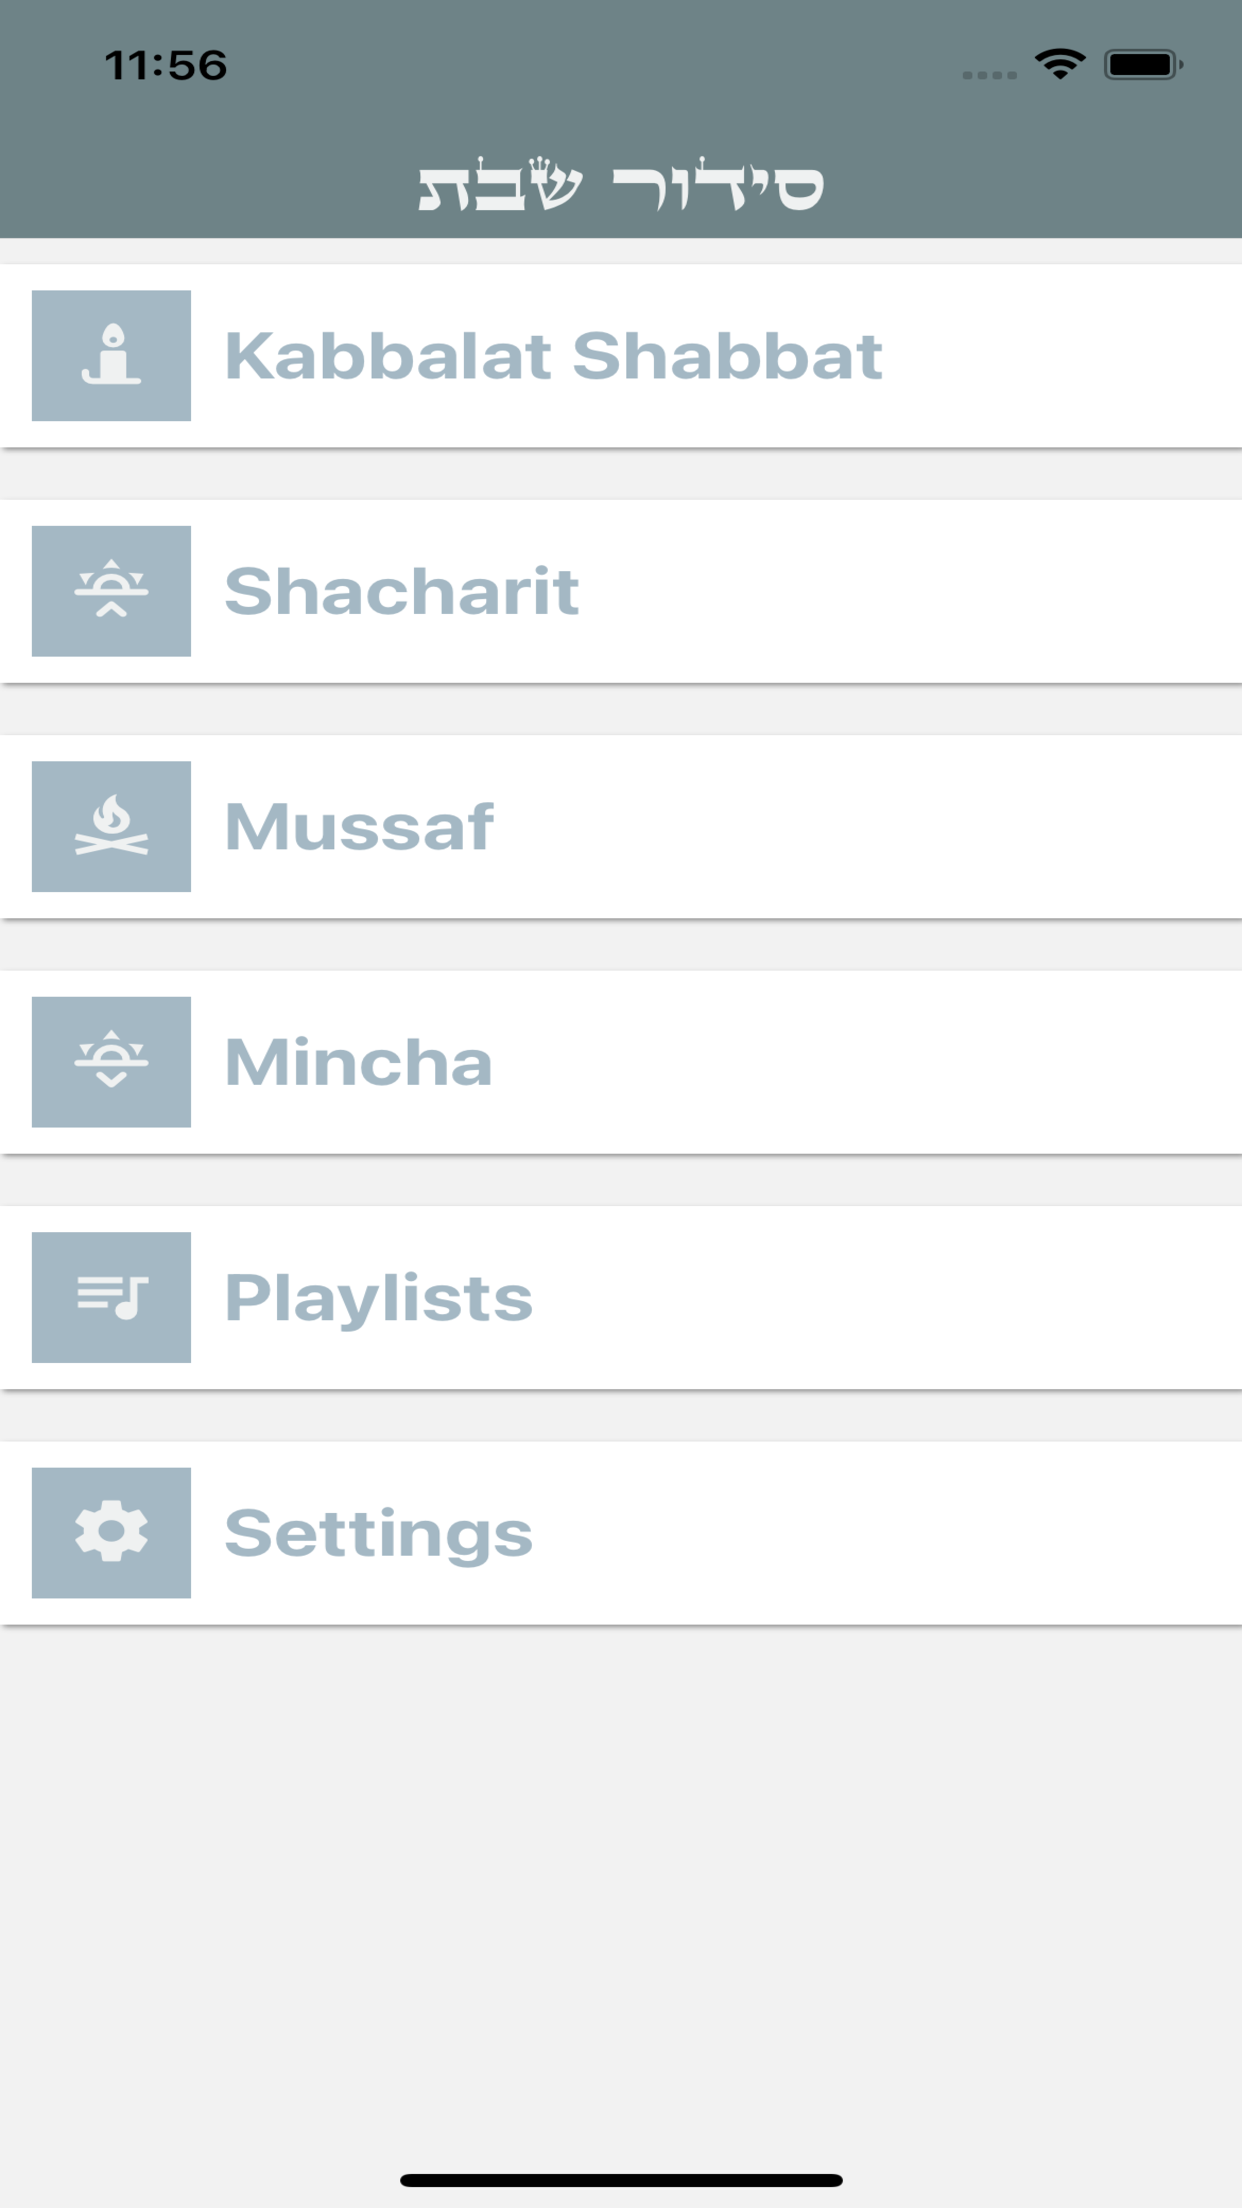 11:56
סידור שבת
Kabbalat Shabbat
Shacharit
Mussaf
Mincha
Playlists
Settings